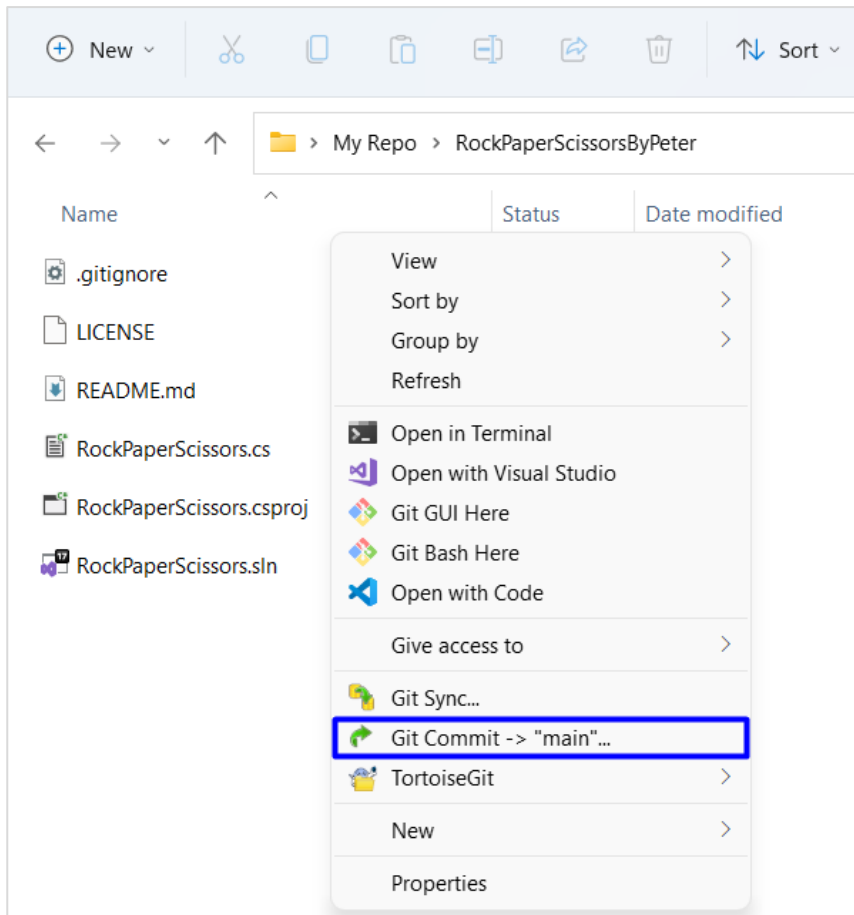 New
Sort
My Repo > RockPaperScissorsByPeter
Name
Status
Date modified
.gitignore
LICENSE
README.md
RockPaperScissors.cs
RockPaperScissors.csproj
17
RockPaperScissors.sln
View
Sort by
Group by
Refresh
Open in Terminal
Open with Visual Studio
Git GUI Here
Git Bash Here
Open with Code
Give access to
Git Sync...
Git Commit -> "main"...
TortoiseGit
New
Properties